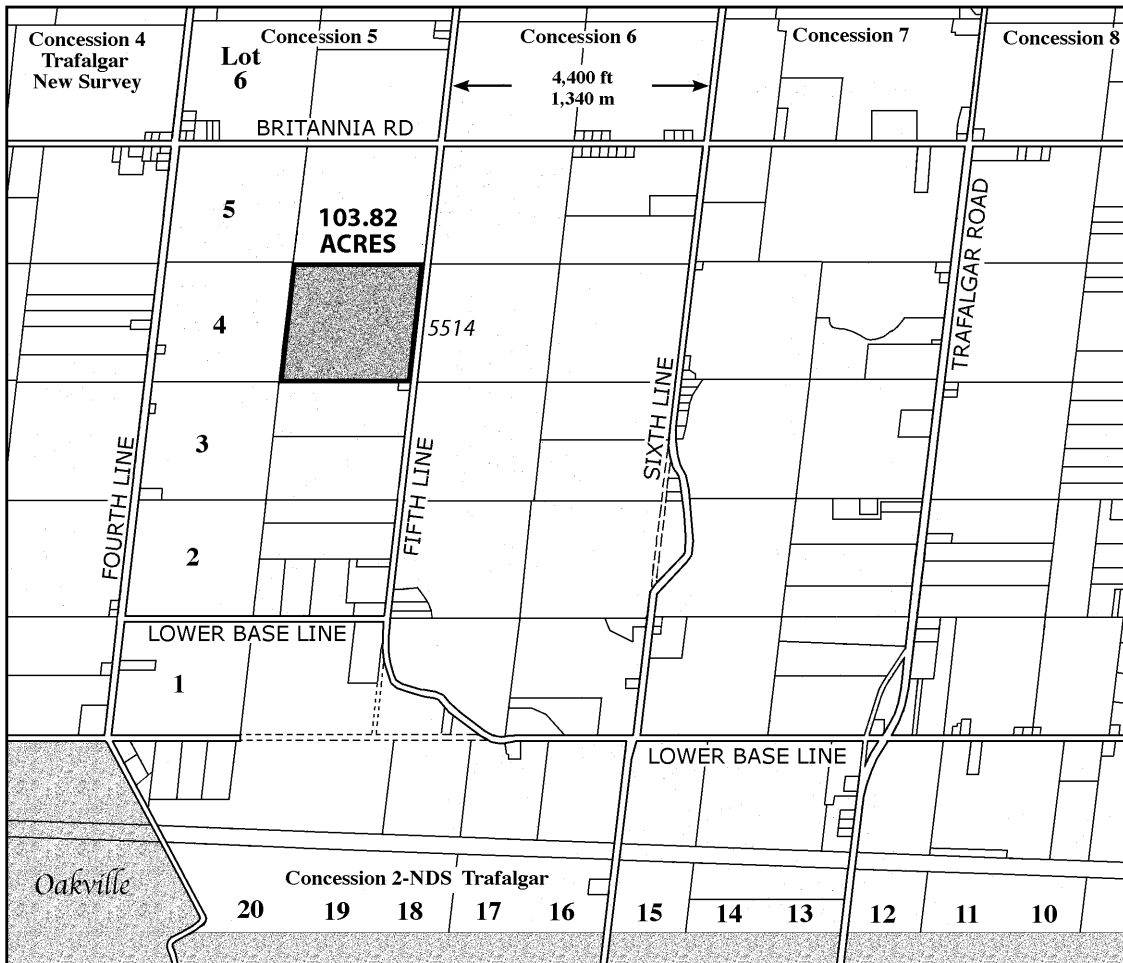 Concession 4
Trafalgar
New Survey
Lot
6
Concession 5
Concession 6
4,400 ft
1,340 m
Concession 7
Concession 8
BRITANNIA RD
5
103.82
ACRES
4
5514
3
2
1
FOURTH LINE
FIFTH LINE
SIXTH LINE
TRAFALGAR ROAD
LOWER BASE LINE
LOWER BASE LINE
Oakville
Concession 2-NDS Trafalgar
20 19 18 17 16 15 14 13 12 11 10